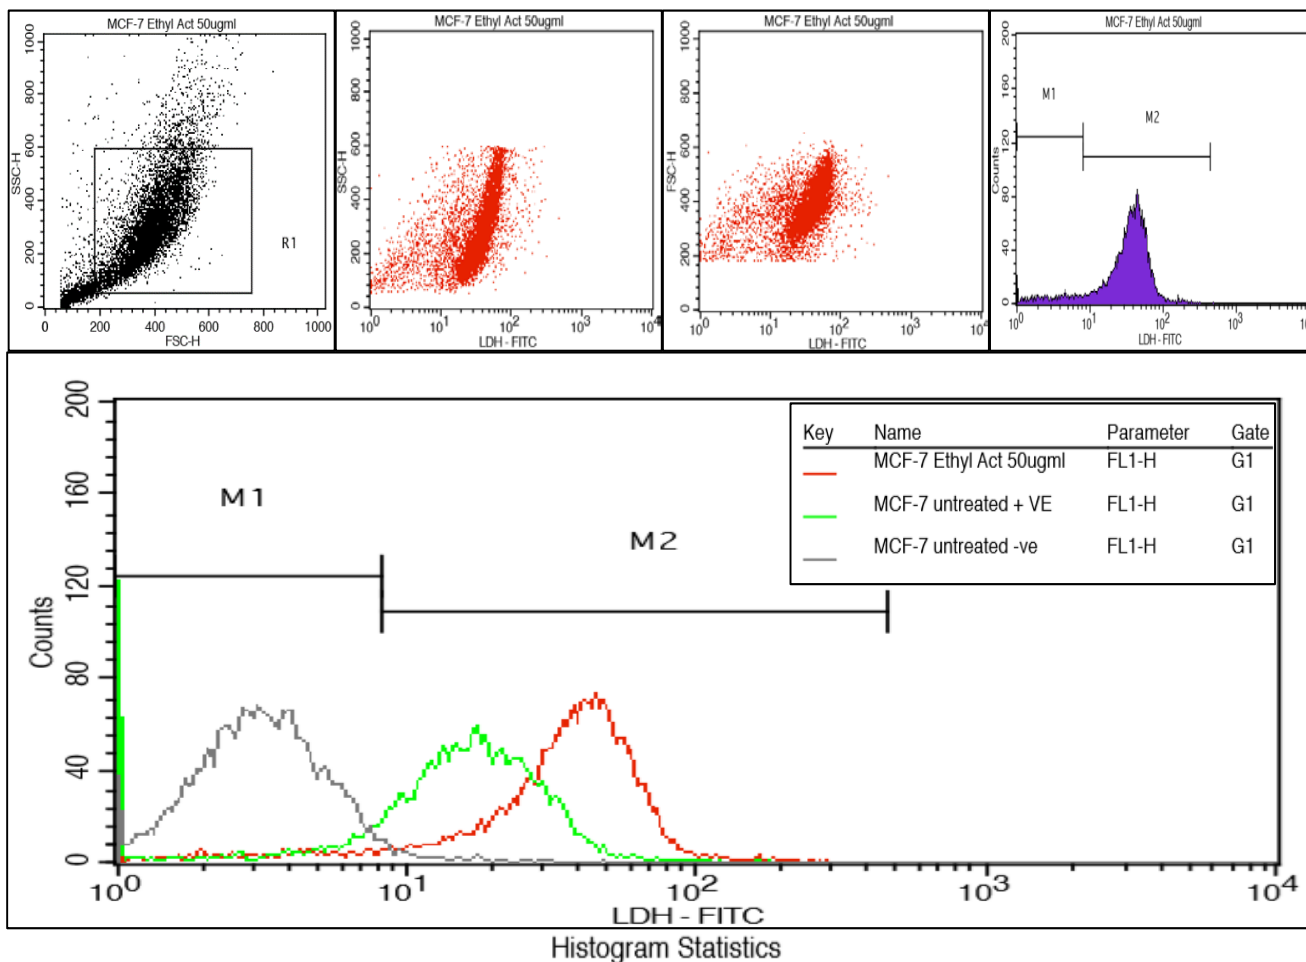 MCF-7 Ethyl Act 50ugml
SSC-H
1000
800
600
400
200
0
R1
0 200 400 600 800 1000
FSC-H
MCF-7 Ethyl Act 50ugml
SSC-H
1000
800
600
400
200
0
10^0 10^1 10^2 10^3 10^4
LDH - FITC
MCF-7 Ethyl Act 50ugml
FSC-H
1000
800
600
400
200
0
10^0 10^1 10^2 10^3 10^4
LDH - FITC
MCF-7 Ethyl Act 50ugml
Counts
200
160
120
80
40
0
M1
M2
10^0 10^1 10^2 10^3
LDH - FITC
Counts
200
160
120
80
40
0
M1
M2
Key Name Parameter Gate
MCF-7 Ethyl Act 50ugml FL1-H G1
MCF-7 untreated + VE FL1-H G1
MCF-7 untreated -ve FL1-H G1
10^0 10^1 10^2 10^3 10^4
LDH - FITC
Histogram Statistics